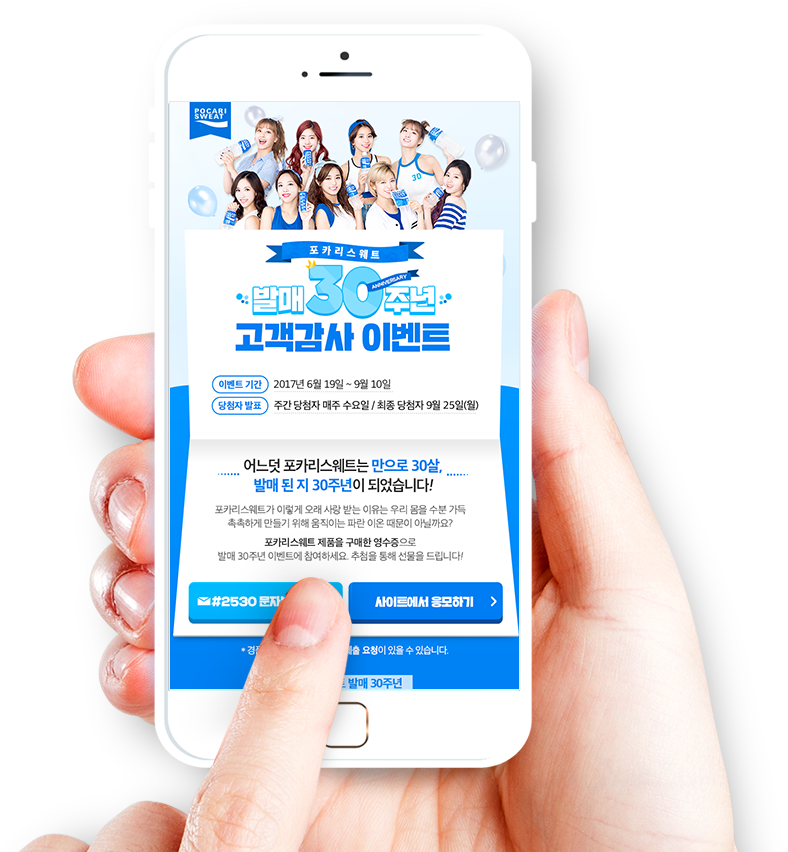 POCARI
SWEAT
30
포카리스웨트
발매 30 주년
ANNIVERSARY
고객감사 이벤트
이벤트 기간 2017년 6월 19일 ~ 9월 10일
당첨자 발표 주간 당첨자 매주 수요일 / 최종 당첨자 9월 25일(월)
어느덧 포카리스웨트는 만으로 30살,
발매 된 지 30주년이 되었습니다!
포카리스웨트가 이렇게 오래 사랑 받는 이유는 우리 몸을 수분 가득
촉촉하게 만들기 위해 움직이는 파란 이온 때문이 아닐까요?
포카리스웨트 제품을 구매한 영수증으로
발매 30주년 이벤트에 참여하세요. 추첨을 통해 선물을 드립니다!
#2530 문자
사이트에서 응모하기
* 요청이 있을 수 있습니다.
발매 30주년